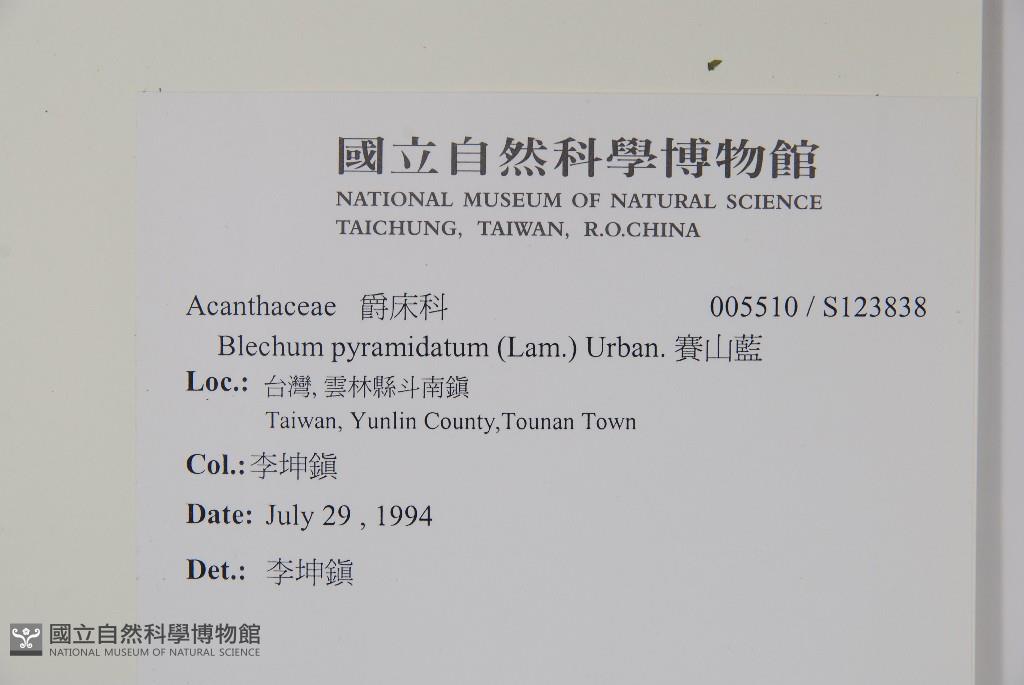 國立自然科學博物館
NATIONAL MUSEUM OF NATURAL SCIENCE
TAICHUNG, TAIWAN, R.O.CHINA
Acanthaceae 爵床科 005510 / S123838
Blechum pyramidatum (Lam.) Urban. 賽山藍
Loc.: 台灣, 雲林縣斗南鎮
Taiwan, Yunlin County,Tounan Town
Col.: 李坤鎮
Date: July 29 , 1994
Det.: 李坤鎮
國立自然科學博物館
NATIONAL MUSEUM OF NATURAL SCIENCE